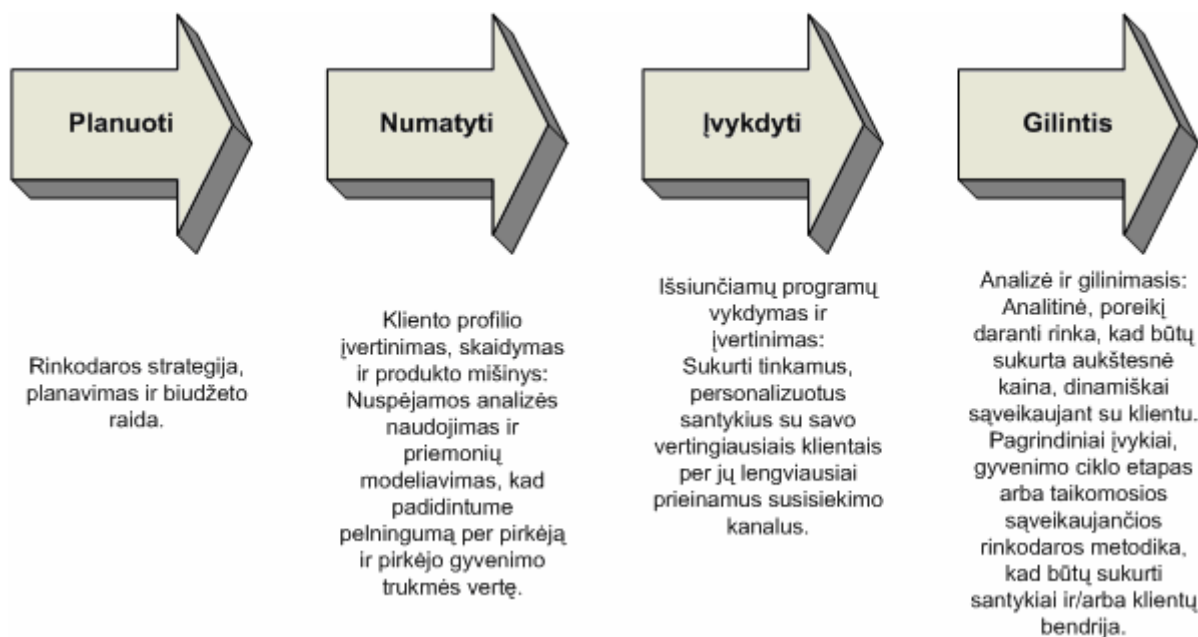 Planuoti
Rinkodaros strategija,
planavimas ir biudžeto
raida.
Numatyti
Kliento profilio
įvertinimas, skaidymas
ir produkto mišinys:
Nuspėjamos analizės
naudojimas ir
priemonių
modeliavimas, kad
padidintume
pelningumą per pirkėją
ir pirkėjo gyvenimo
trukmės vertę.
Įvykdyti
Išsiunčiamų programų
vykdymas ir
įvertinimas:
Sukurti tinkamus,
personalizuotus
santykius su savo
vertingiausiais klientais
per jų lengviausiai
prieinamus susisiekimo
kanalus.
Gilintis
Analizė ir gilinimasis:
Analitinė, poreikį
daranti rinka, kad būtų
sukurta aukštesnė
kaina, dinamiškai
sąveikaujant su klientu.
Pagrindiniai įvykiai,
gyvenimo ciklo etapas
arba taikomosios
sąveikaujančios
rinkodaros metodika,
kad būtų sukurti
santykiai ir/arba klientų
bendrija.